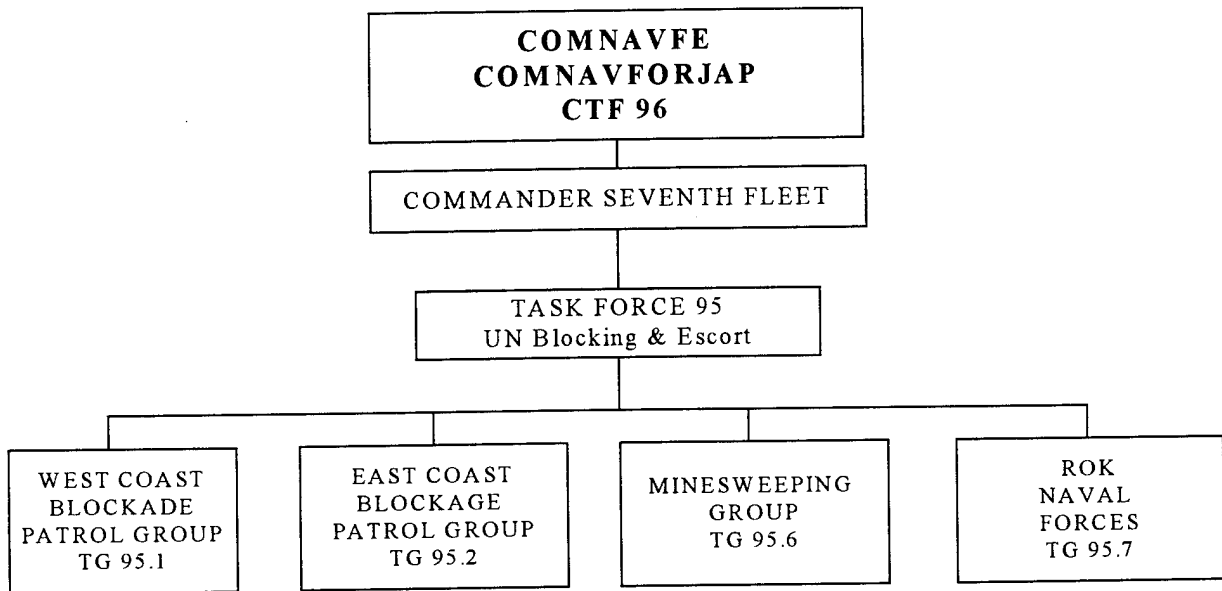 COMNAVFE
COMNAVFORJAP
CTF 96
COMMANDER SEVENTH FLEET
TASK FORCE 95
UN Blocking & Escort
WEST COAST
BLOCKADE
PATROL GROUP
TG 95.1
EAST COAST
BLOCKAGE
PATROL GROUP
TG 95.2
MINESWEEPING
GROUP
TG 95.6
ROK
NAVAL
FORCES
TG 95.7